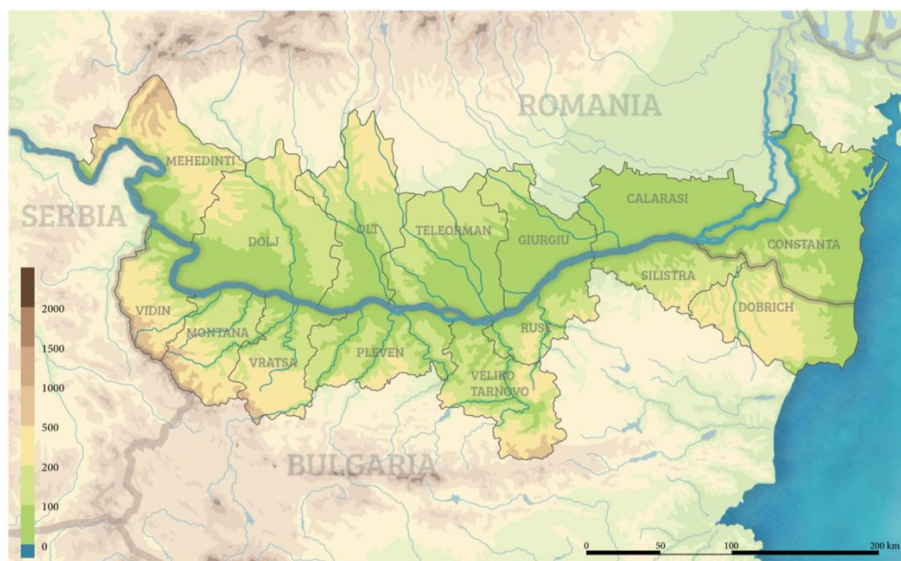 ROMANIA
MEHEDINTI
CALARASI
SERBIA
DOLJ
OLT
TELEORMAN
GIURGIU
CONSTANTA
SILISTRA
VIDIN
DOBRICH
MONTANA
RUSE
VRATSA
PLEVEN
VELIKO
TARNOVO
BULGARIA
2000
1500
1000
500
200
100
0
0 50 100 200 km